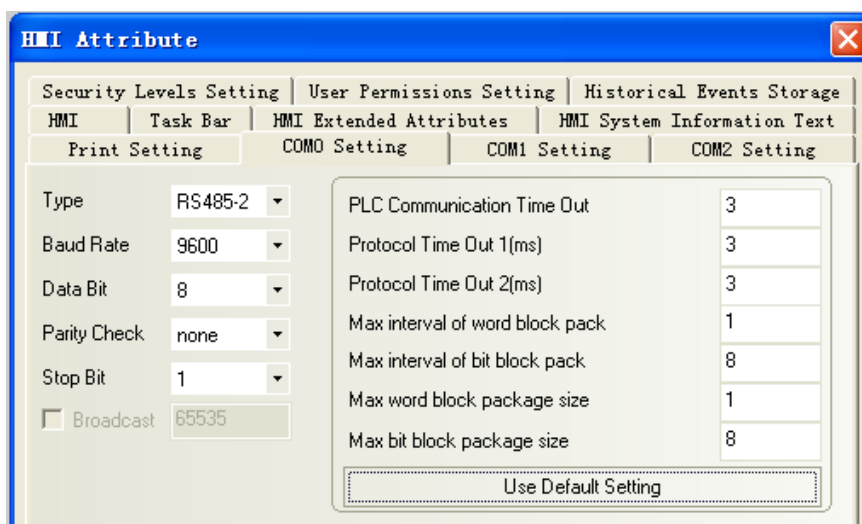 HMI Attribute
Security Levels Setting User Permissions Setting Historical Events Storage
HMI Task Bar HMI Extended Attributes HMI System Information Text
Print Setting COM0 Setting COM1 Setting COM2 Setting
Type RS485-2
Baud Rate 9600
Data Bit 8
Parity Check none
Stop Bit 1
Broadcast 65535
PLC Communication Time Out 3
Protocol Time Out 1(ms) 3
Protocol Time Out 2(ms) 3
Max interval of word block pack 1
Max interval of bit block pack 8
Max word block package size 1
Max bit block package size 8
Use Default Setting